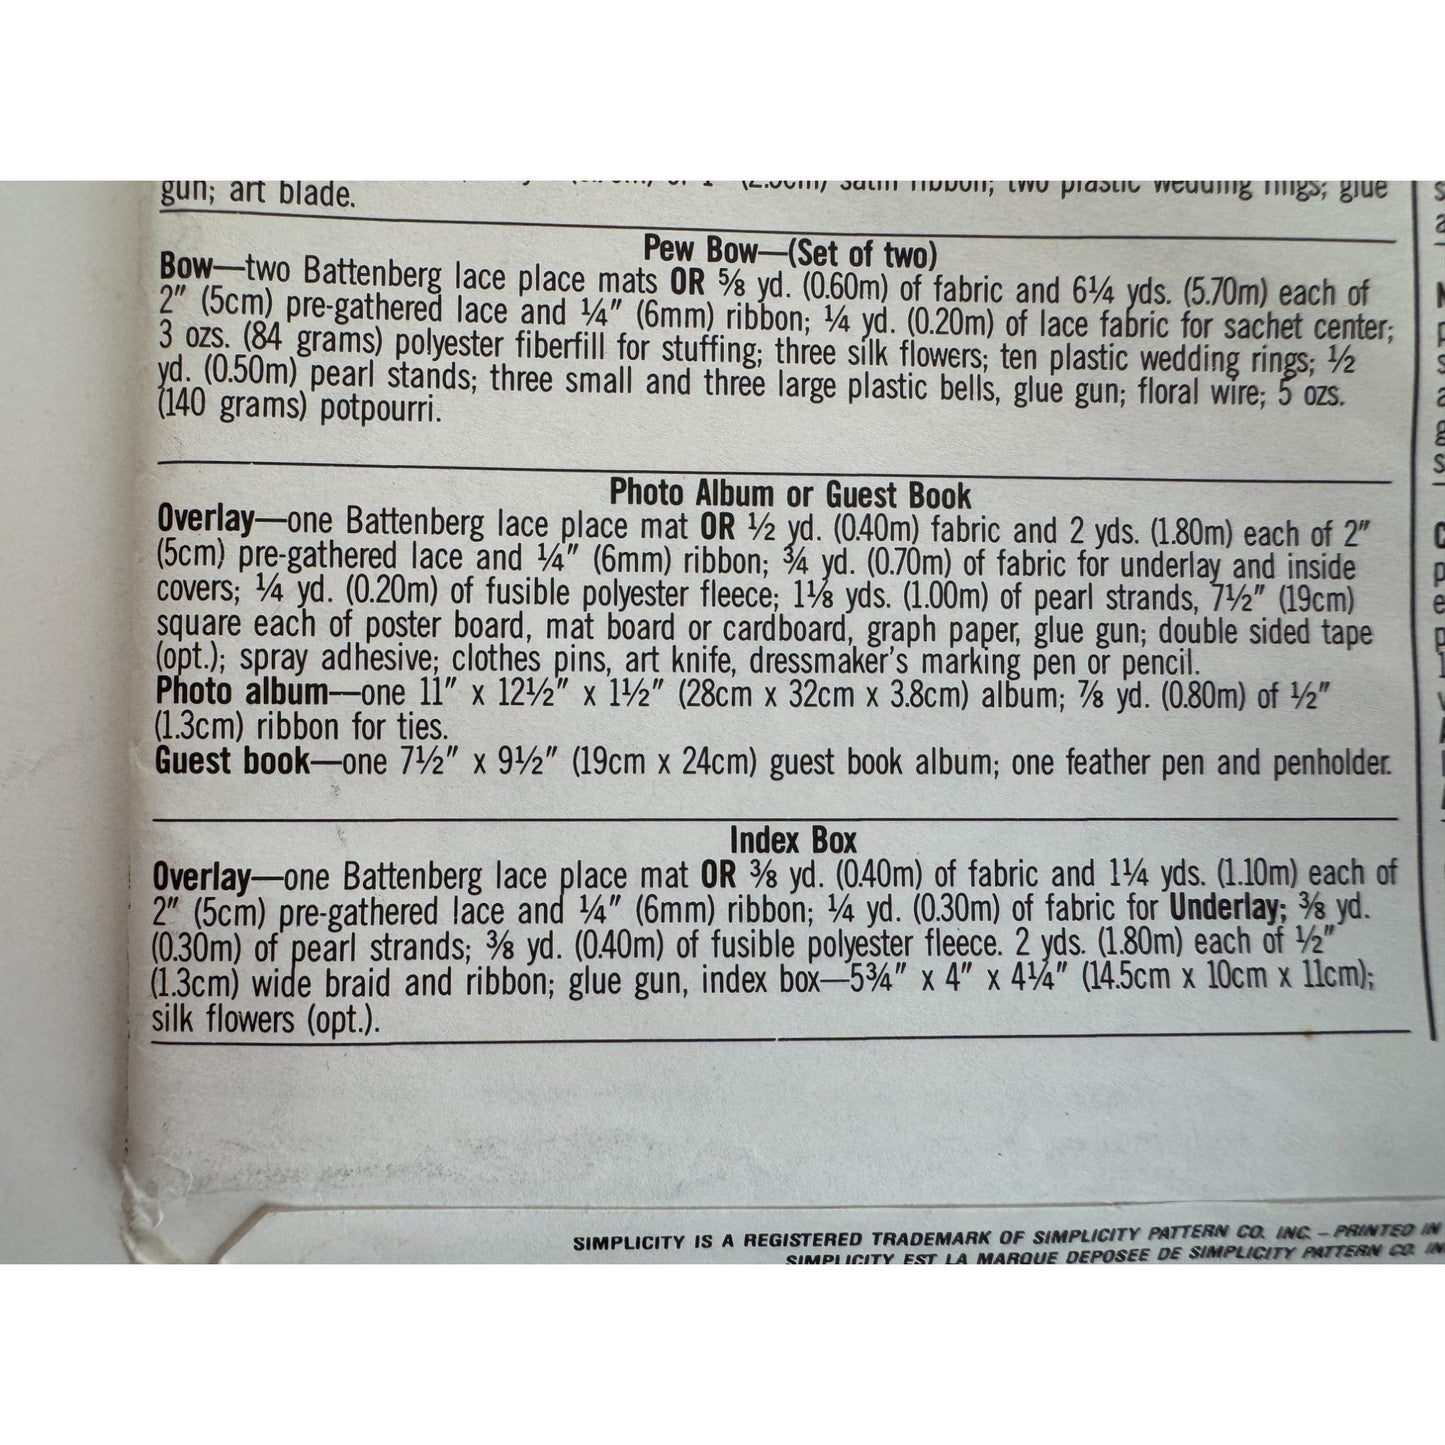 satin ribbon; two plastic wedding rings; glue
gun; art blade.
Pew Bow—(Set of two)
Bow—two Battenberg lace place mats OR ⅝ yd. (0.60m) of fabric and 6¼ yds. (5.70m) each of
2" (5cm) pre-gathered lace and ¼" (6mm) ribbon; ¼ yd. (0.20m) of lace fabric for sachet center;
3 ozs. (84 grams) polyester fiberfill for stuffing; three silk flowers; ten plastic wedding rings; ½
yd. (0.50m) pearl stands; three small and three large plastic bells, glue gun; floral wire; 5 ozs.
(140 grams) potpourri.
Photo Album or Guest Book
Overlay—one Battenberg lace place mat OR ½ yd. (0.40m) fabric and 2 yds. (1.80m) each of 2"
(5cm) pre-gathered lace and ¼" (6mm) ribbon; ¾ yd. (0.70m) of fabric for underlay and inside
covers; ¼ yd. (0.20m) of fusible polyester fleece; 1⅛ yds. (1.00m) of pearl strands, 7½" (19cm)
square each of poster board, mat board or cardboard, graph paper, glue gun; double sided tape
(opt.); spray adhesive; clothes pins, art knife, dressmaker's marking pen or pencil.
Photo album—one 11" x 12½" x 1½" (28cm x 32cm x 3.8cm) album; ⅞ yd. (0.80m) of ½"
(1.3cm) ribbon for ties.
Guest book—one 7½" x 9½" (19cm x 24cm) guest book album; one feather pen and penholder.
Index Box
Overlay—one Battenberg lace place mat OR ⅜ yd. (0.40m) of fabric and 1¼ yds. (1.10m) each of
2" (5cm) pre-gathered lace and ¼" (6mm) ribbon; ¼ yd. (0.30m) of fabric for Underlay; ⅜ yd.
(0.30m) of pearl strands; ⅜ yd. (0.40m) of fusible polyester fleece. 2 yds. (1.80m) each of ½"
(1.3cm) wide braid and ribbon; glue gun, index box—5¾" x 4" x 4¼" (14.5cm x 10cm x 11cm);
silk flowers (opt.).
SIMPLICITY IS A REGISTERED TRADEMARK OF SIMPLICITY PATTERN CO. INC. – PRINTED IN
SIMPLICITY EST LA MARQUE DEPOSEE DE SIMPLICITY PATTERN CO.